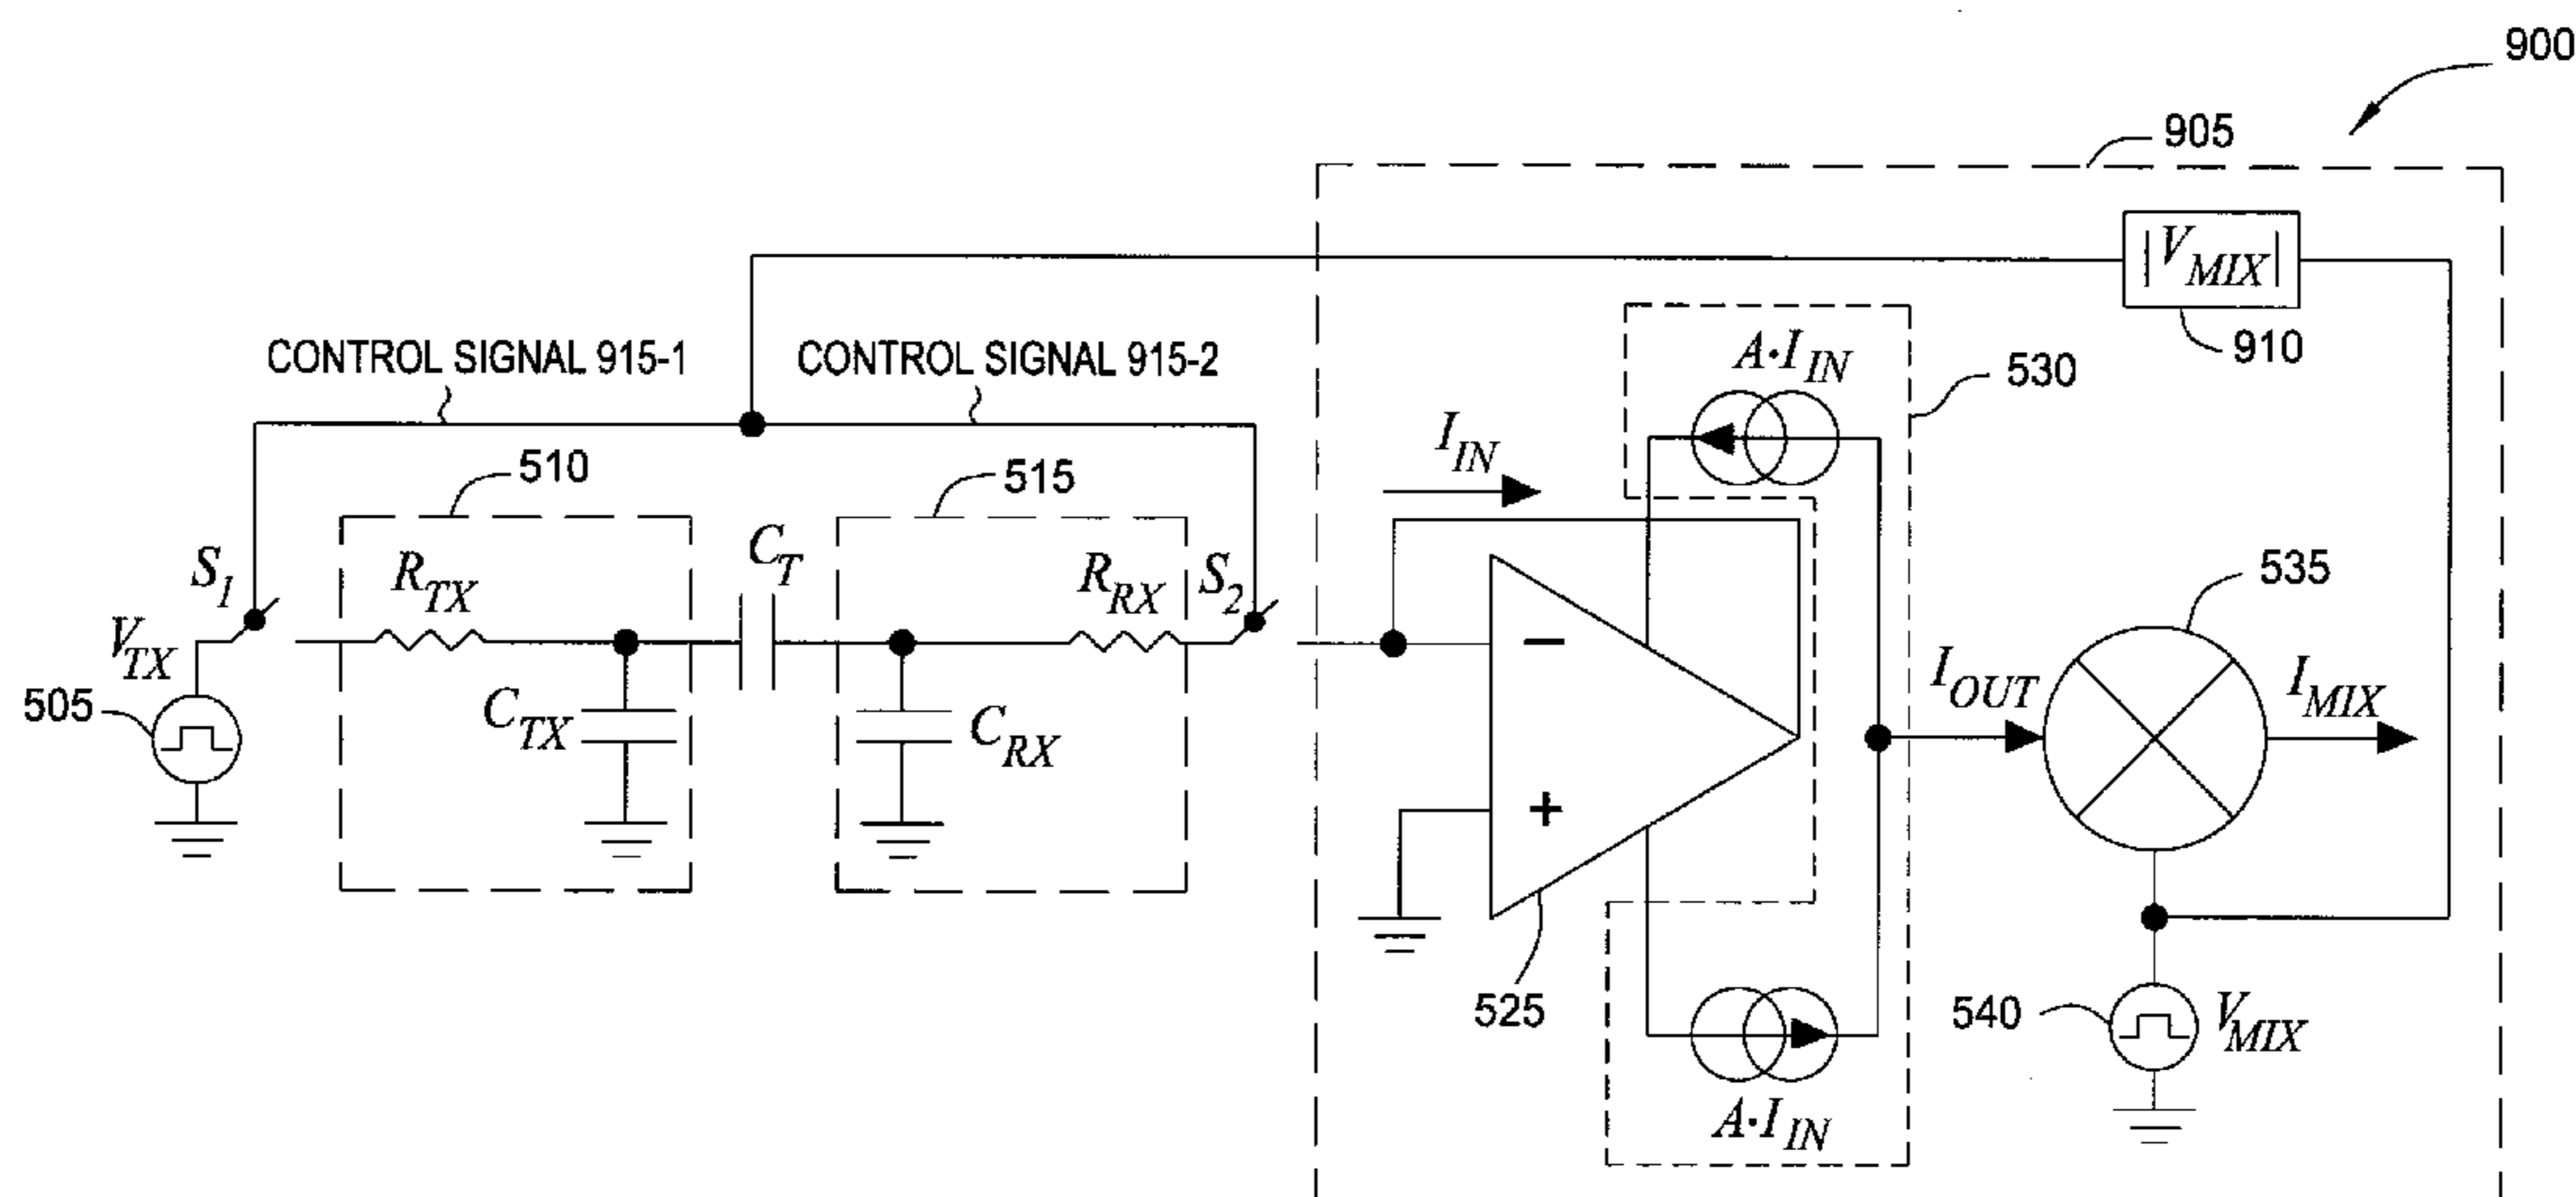 900
905
|V_MIX|
910
CONTROL SIGNAL 915-1
CONTROL SIGNAL 915-2
A·I_IN
530
I_IN
510
515
S_1
R_TX
C_T
R_RX
S_2
535
V_TX
505
C_TX
C_RX
I_OUT
I_MIX
−
+
525
540
V_MIX
A·I_IN